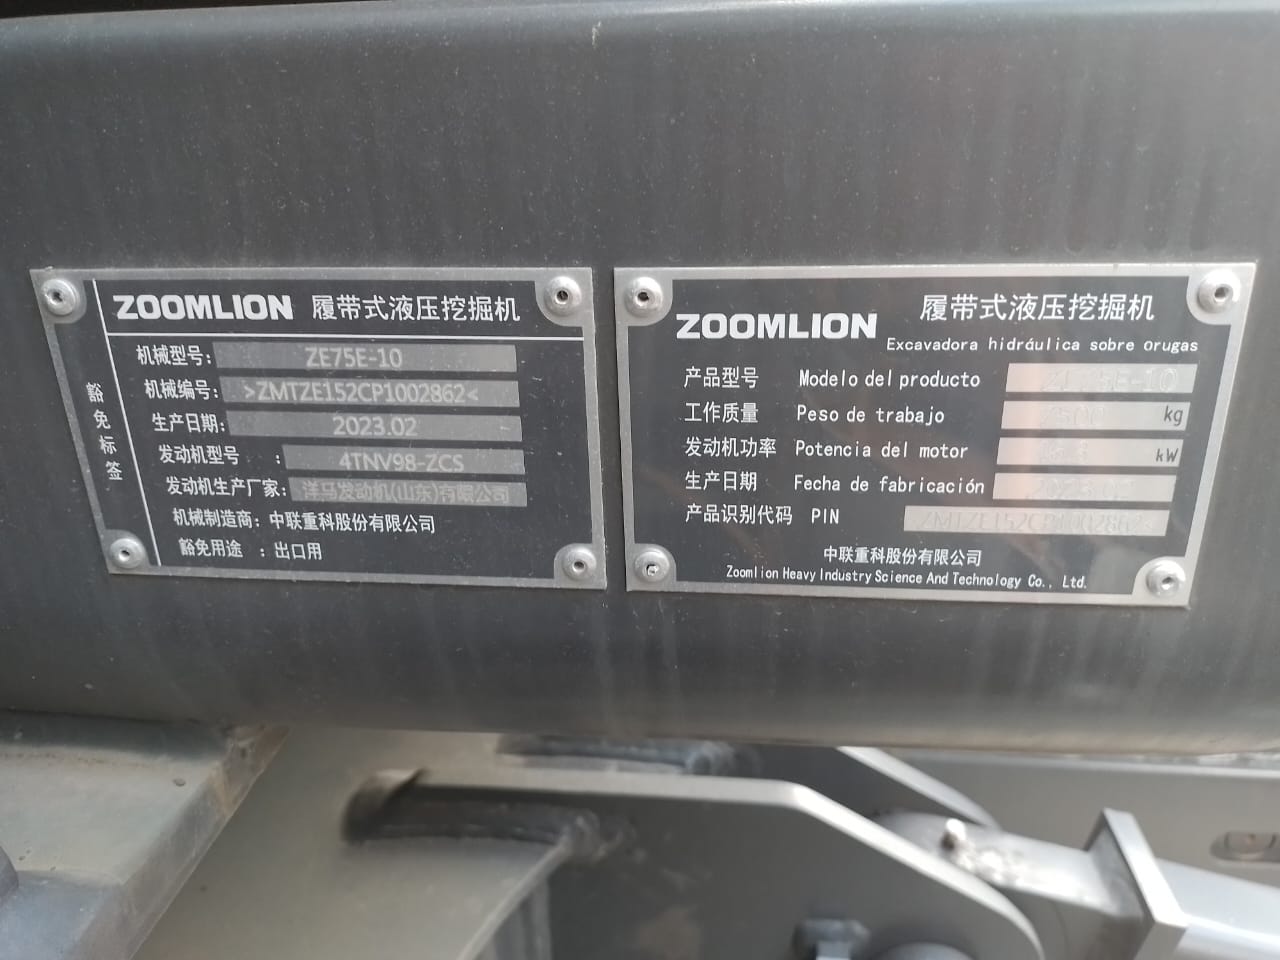 豁免标签
ZOOMLION 履带式液压挖掘机
机械型号: ZE75E-10
机械编号: >ZMTZE152CP1002862<
生产日期: 2023.02
发动机型号 : 4TNV98-ZCS
发动机生产厂家: 洋马发动机(山东)有限公司
机械制造商: 中联重科股份有限公司
豁免用途 : 出口用
ZOOMLION 履带式液压挖掘机
Excavadora hidráulica sobre orugas
产品型号 Modelo del producto ZE75E-10
工作质量 Peso de trabajo 7500 kg
发动机功率 Potencia del motor kW
生产日期 Fecha de fabricación 2023.02
产品识别代码 PIN >ZMTZE152CP1002862<
中联重科股份有限公司
Zoomlion Heavy Industry Science And Technology Co., Ltd.